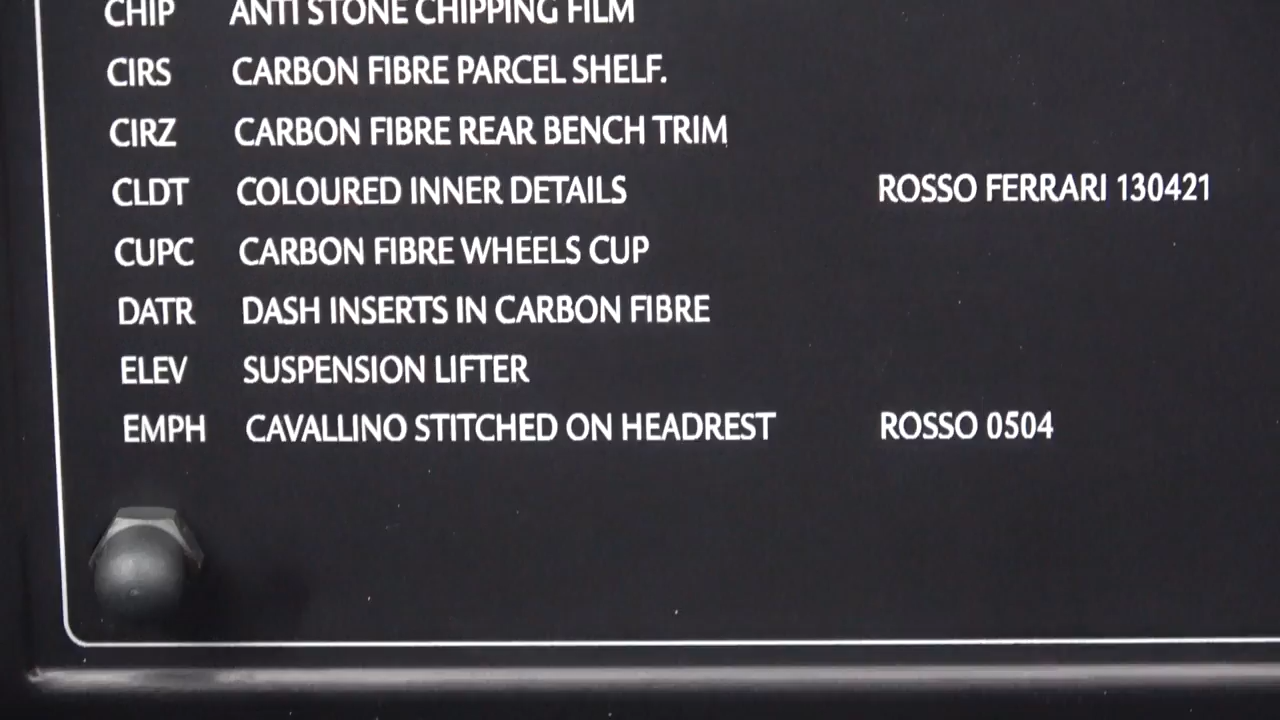 CHIP ANTI STONE CHIPPING FILM
CIRS CARBON FIBRE PARCEL SHELF.
CIRZ CARBON FIBRE REAR BENCH TRIM
CLDT COLOURED INNER DETAILS ROSSO FERRARI 130421
CUPC CARBON FIBRE WHEELS CUP
DATR DASH INSERTS IN CARBON FIBRE
ELEV SUSPENSION LIFTER
EMPH CAVALLINO STITCHED ON HEADREST ROSSO 0504